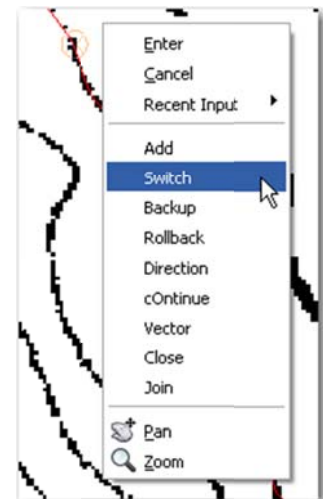 Enter
Cancel
Recent Input
Add
Switch
Backup
Rollback
Direction
cOntinue
Vector
Close
Join
Pan
Zoom